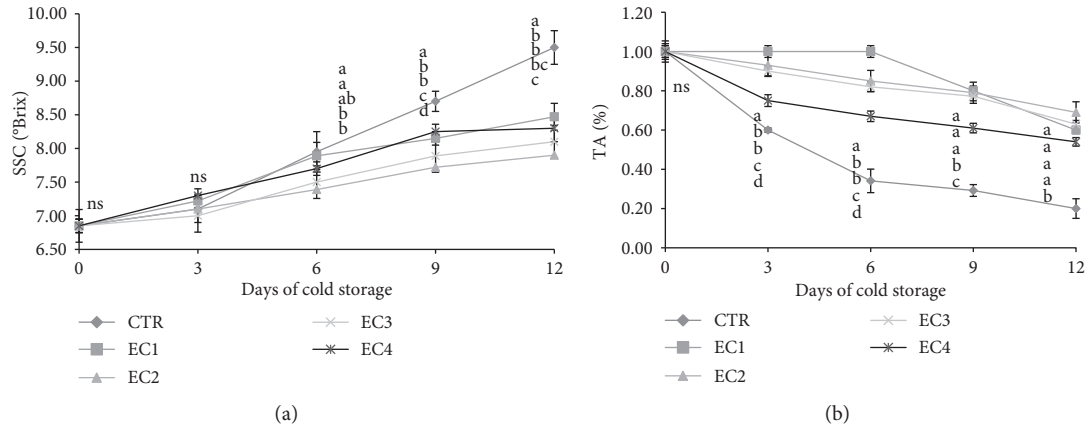 10.00
9.50
9.00
8.50
8.00
7.50
7.00
6.50
SSC (°Brix)
ns
ns
a
a
ab
b
b
a
b
b
c
d
a
b
b
bc
c
0
3
6
9
12
Days of cold storage
CTR
EC1
EC2
EC3
EC4
(a)
1.20
1.00
0.80
0.60
0.40
0.20
0.00
TA (%)
ns
a
b
b
c
d
a
b
b
c
d
a
a
a
b
c
a
a
a
a
b
0
3
6
9
12
Days of cold storage
CTR
EC1
EC2
EC3
EC4
(b)